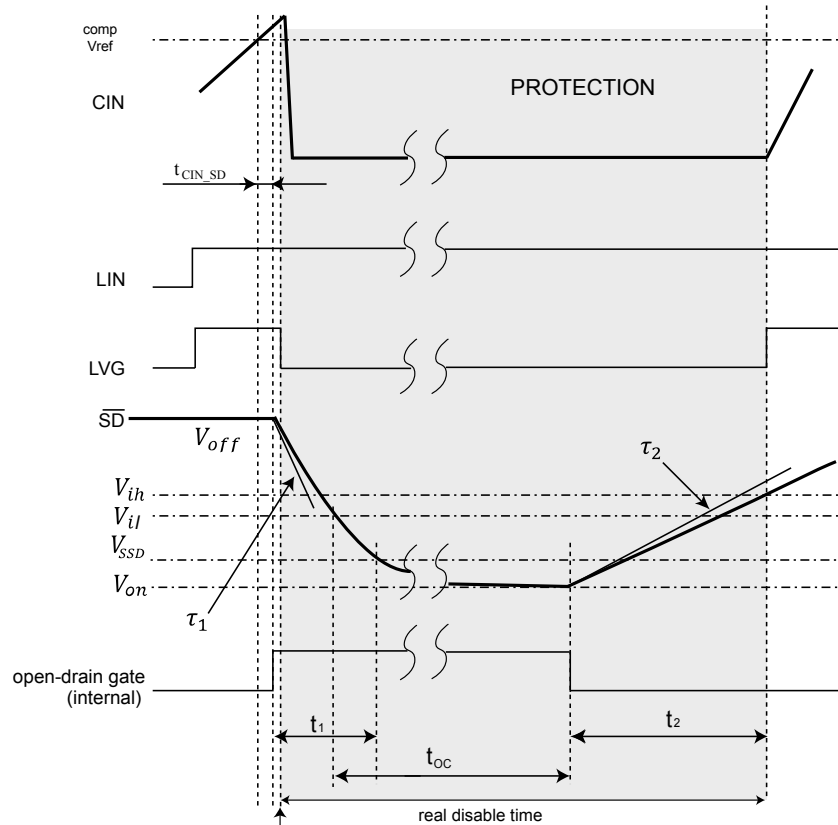 comp
Vref
PROTECTION
CIN
t CIN_SD
LIN
LVG
SD
Voff
τ2
Vih
Vil
VSSD
Von
τ1
open-drain gate
(internal)
t1
t2
tOC
real disable time